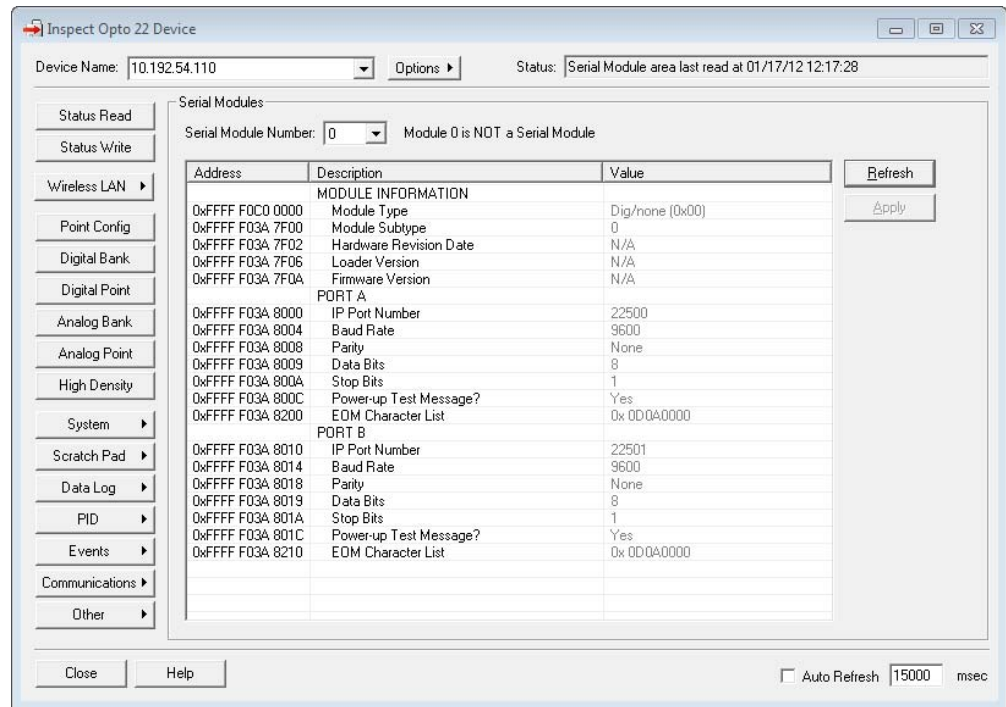 Inspect Opto 22 Device
Device Name: 10.192.54.110 Options Status: Serial Module area last read at 01/17/12 12:17:28
Status Read
Status Write
Wireless LAN
Point Config
Digital Bank
Digital Point
Analog Bank
Analog Point
High Density
System
Scratch Pad
Data Log
PID
Events
Communications
Other
Serial Modules
Serial Module Number: 0 Module 0 is NOT a Serial Module
Address Description Value
MODULE INFORMATION
0xFFFF F0C0 0000 Module Type Dig/none (0x00)
0xFFFF F03A 7F00 Module Subtype 0
0xFFFF F03A 7F02 Hardware Revision Date N/A
0xFFFF F03A 7F06 Loader Version N/A
0xFFFF F03A 7F0A Firmware Version N/A
PORT A
0xFFFF F03A 8000 IP Port Number 22500
0xFFFF F03A 8004 Baud Rate 9600
0xFFFF F03A 8008 Parity None
0xFFFF F03A 8009 Data Bits 8
0xFFFF F03A 800A Stop Bits 1
0xFFFF F03A 800C Power-up Test Message? Yes
0xFFFF F03A 8200 EOM Character List 0x 0D0A0000
PORT B
0xFFFF F03A 8010 IP Port Number 22501
0xFFFF F03A 8014 Baud Rate 9600
0xFFFF F03A 8018 Parity None
0xFFFF F03A 8019 Data Bits 8
0xFFFF F03A 801A Stop Bits 1
0xFFFF F03A 801C Power-up Test Message? Yes
0xFFFF F03A 8210 EOM Character List 0x 0D0A0000
Refresh
Apply
Close Help Auto Refresh 15000 msec